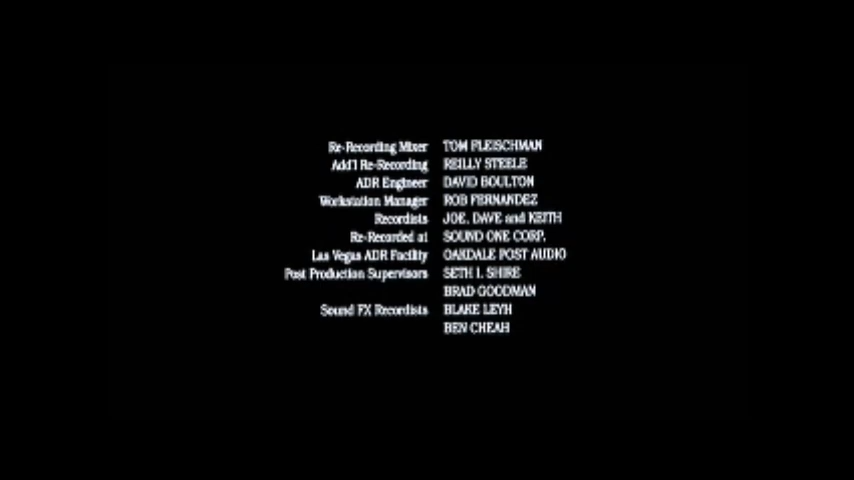 Re-Recording Mixer TOM FLEISCHMAN
Add'l Re-Recording REILLY STEELE
ADR Engineer DAVID BOULTON
Workstation Manager ROB FERNANDEZ
Recordists JOE, DAVE and KEITH
Re-Recorded at SOUND ONE CORP.
Las Vegas ADR Facility OAKDALE POST AUDIO
Post Production Supervisors SETH I. SHIRE
BRAD GOODMAN
Sound FX Recordists BLAKE LEYH
BEN CHEAH